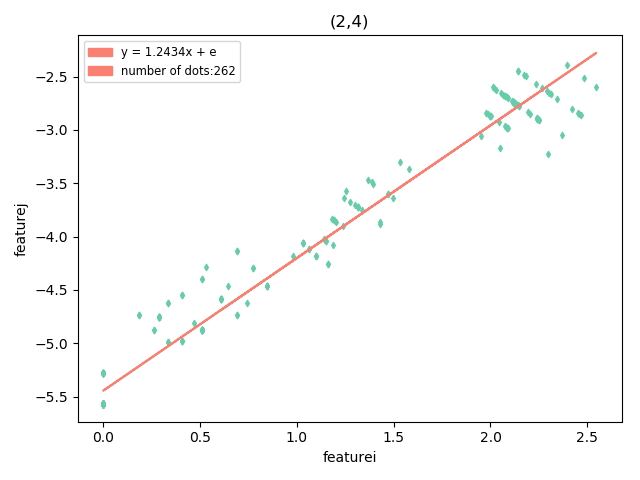 (2,4)
y = 1.2434x + e
number of dots:262
−2.5
−3.0
−3.5
−4.0
−4.5
−5.0
−5.5
featurej
0.0 0.5 1.0 1.5 2.0 2.5
featurei